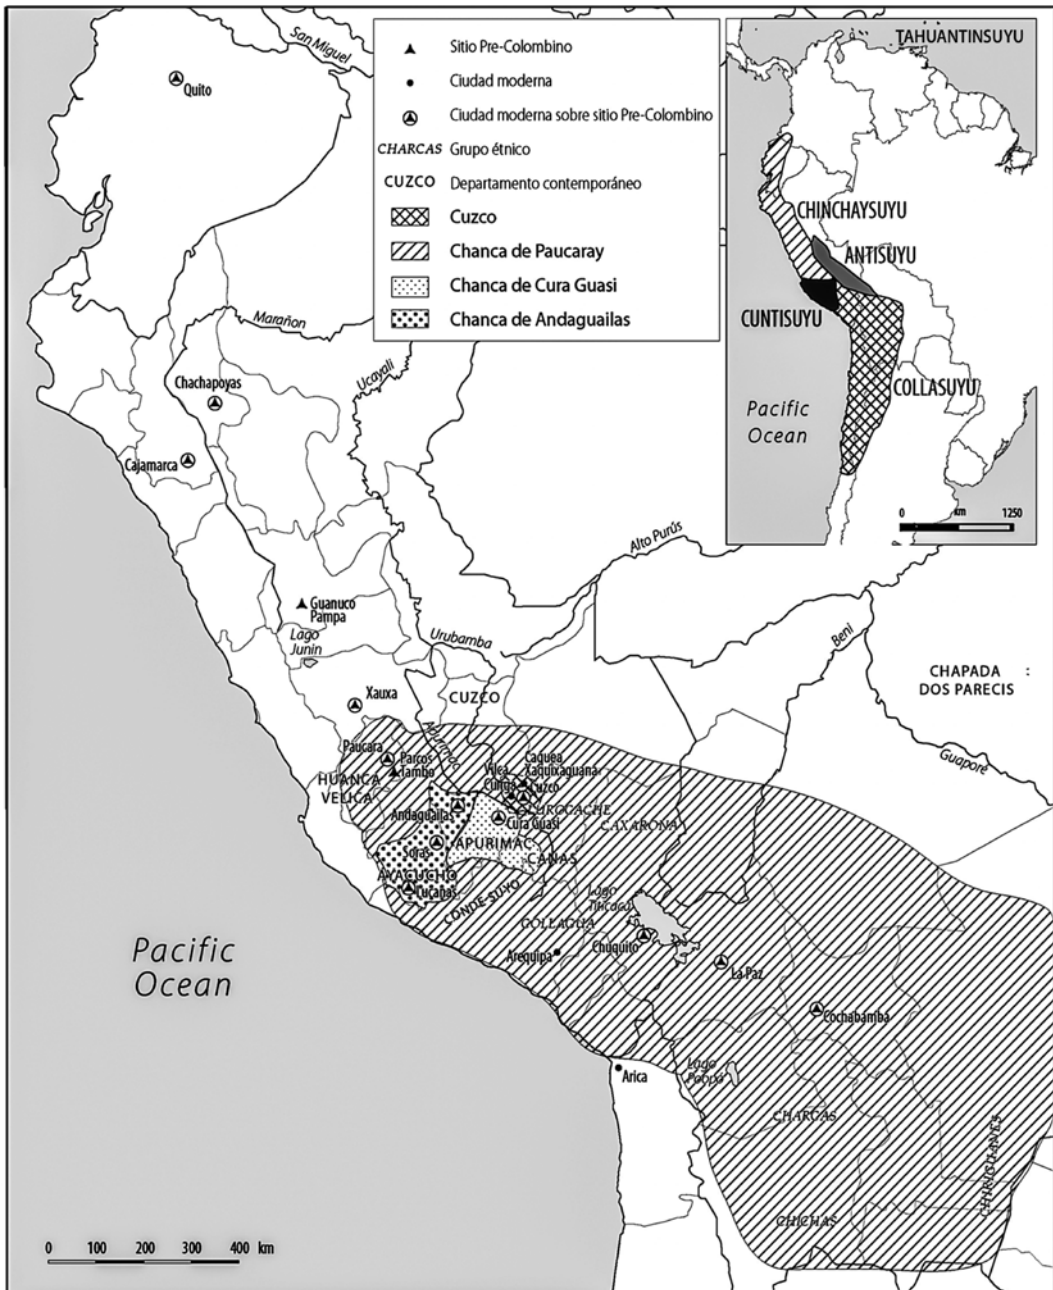 San Miguel
Quito
Sitio Pre-Colombino
Ciudad moderna
Ciudad moderna sobre sitio Pre-Colombino
CHARCAS Grupo étnico
CUZCO Departamento contemporáneo
Cuzco
Chanca de Paucaray
Chanca de Cura Guasi
Chanca de Andaguailas
TAHUANTINSUYU
CHINCHAYSUYU
ANTISUYU
CUNTISUYU
COLLASUYU
Pacific
Ocean
0 km 1250
Marañon
Ucayali
Chachapoyas
Cajamarca
Alto Purús
Guanuco
Pampa
Lago
Junin
Urubamba
Beni
CHAPADA
DOS PARECIS
:
Guaporé
Xauxa
CUZCO
Apurimac
Paucara
Parcos
Tambo
HUANCA
VELICA
Caquea
Xaquixaguana
Vilca
Cunga
Cuzco
Andaguailas
Cura Guasi
CAXARONA
APURIMAC
CANAS
Soras
AYACUCHO
Lucanas
CONDE SUYO
Lago
Titicaca
COLLAGUA
Chuquito
Arequipa
La Paz
Cochabamba
Pacific
Ocean
Lago
Poopó
Arica
CHARCAS
CHIRIGUANES
CHICHAS
0 100 200 300 400 km